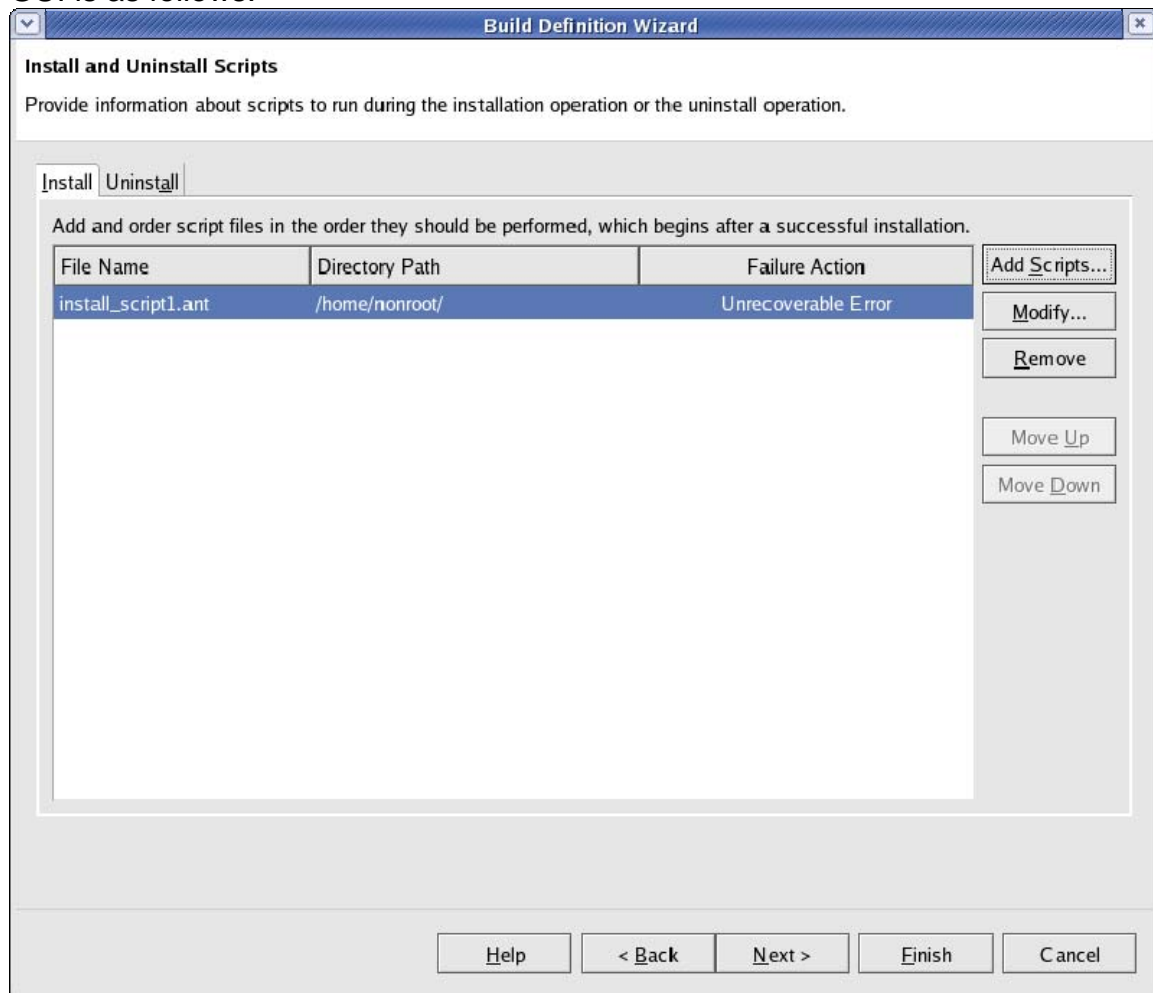 Build Definition Wizard
Install and Uninstall Scripts
Provide information about scripts to run during the installation operation or the uninstall operation.
Install Uninstall
Add and order script files in the order they should be performed, which begins after a successful installation.
File Name Directory Path Failure Action
install_script1.ant /home/nonroot/ Unrecoverable Error
Add Scripts...
Modify...
Remove
Move Up
Move Down
Help < Back Next > Finish Cancel